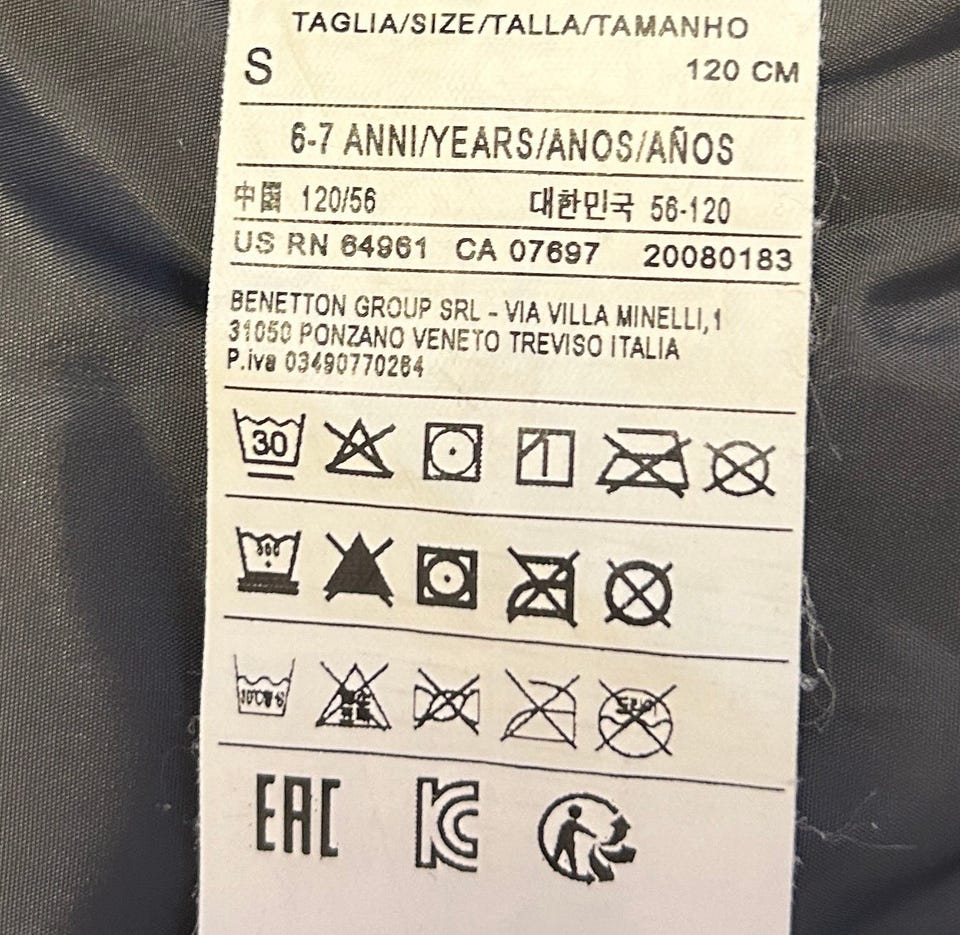 TAGLIA/SIZE/TALLA/TAMANHO
S 120 CM
6-7 ANNI/YEARS/ANOS/AÑOS
中國 120/56 대한민국 56-120
US RN 64961 CA 07697 20080183
BENETTON GROUP SRL - VIA VILLA MINELLI,1
31050 PONZANO VENETO TREVISO ITALIA
P.iva 03490770264
30
EAC KC